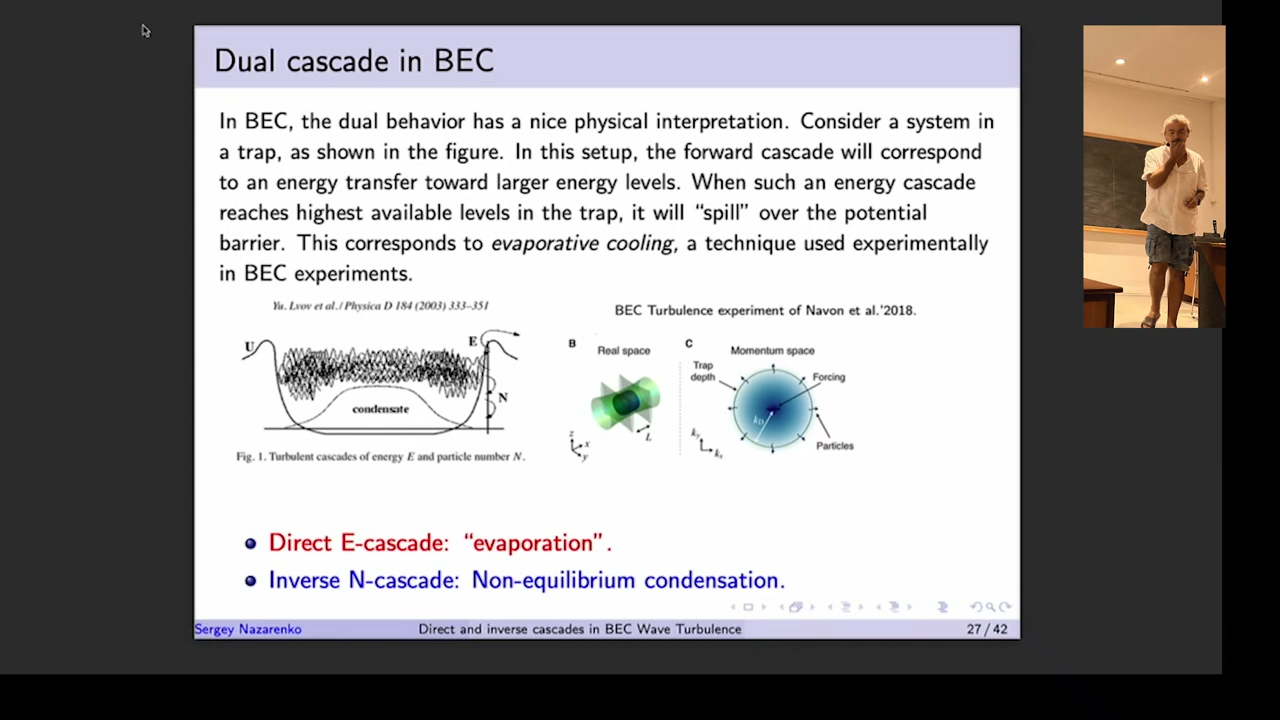 Dual cascade in BEC
In BEC, the dual behavior has a nice physical interpretation. Consider a system in
a trap, as shown in the figure. In this setup, the forward cascade will correspond
to an energy transfer toward larger energy levels. When such an energy cascade
reaches highest available levels in the trap, it will “spill” over the potential
barrier. This corresponds to evaporative cooling, a technique used experimentally
in BEC experiments.
Yu. Lvov et al. / Physica D 184 (2003) 333–351
U
E
N
condensate
Fig. 1. Turbulent cascades of energy E and particle number N.
BEC Turbulence experiment of Navon et al.'2018.
B
Real space
L
z
x
y
C
Momentum space
Trap
depth
Forcing
kD
Particles
Direct E-cascade: “evaporation”.
Inverse N-cascade: Non-equilibrium condensation.
Sergey Nazarenko
Direct and inverse cascades in BEC Wave Turbulence
27 / 42